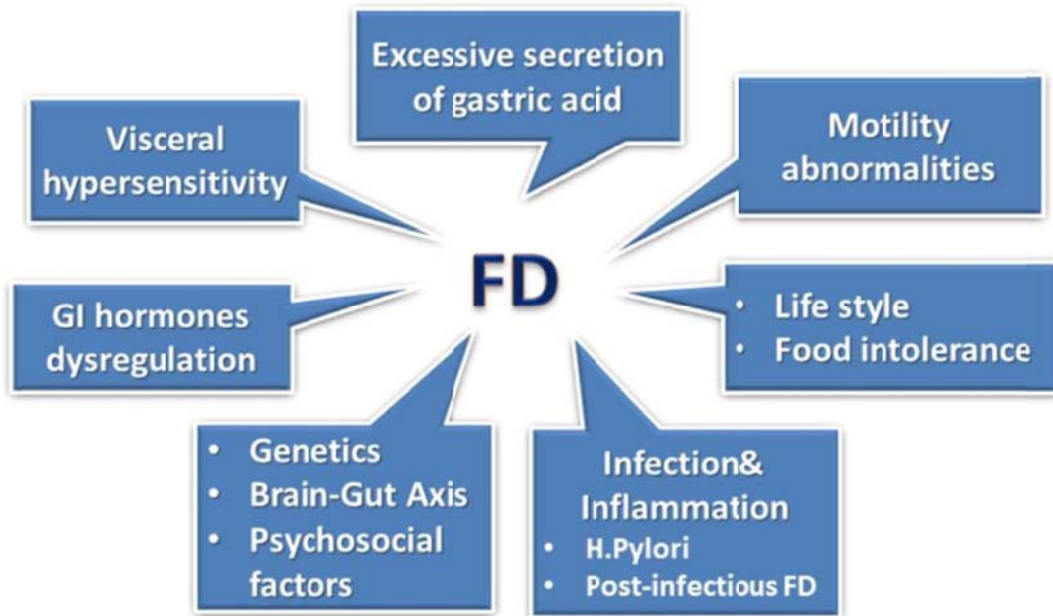 Excessive secretion
of gastric acid
Visceral
hypersensitivity
Motility
abnormalities
FD
GI hormones
dysregulation
• Life style
• Food intolerance
• Genetics
• Brain-Gut Axis
• Psychosocial
factors
Infection&
Inflammation
• H.Pylori
• Post-infectious FD